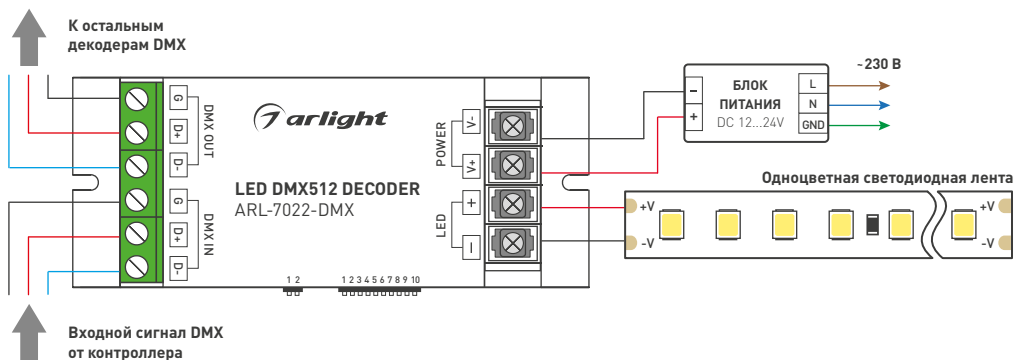 К остальным
декодерам DMX
G
D+
D-
DMX OUT
G
D+
D-
DMX IN
arlight
LED DMX512 DECODER
ARL-7022-DMX
1 2
1 2 3 4 5 6 7 8 9 10
POWER
V-
V+
LED
+
–
–
+
БЛОК
ПИТАНИЯ
DC 12...24V
L
N
GND
~230 В
Одноцветная светодиодная лента
+V
-V
+V
-V
Входной сигнал DMX
от контроллера